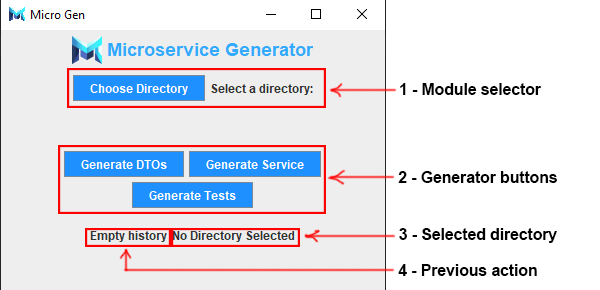 Micro Gen
Microservice Generator
Choose Directory Select a directory:
1 - Module selector
Generate DTOs Generate Service
Generate Tests
2 - Generator buttons
Empty history No Directory Selected
3 - Selected directory
4 - Previous action